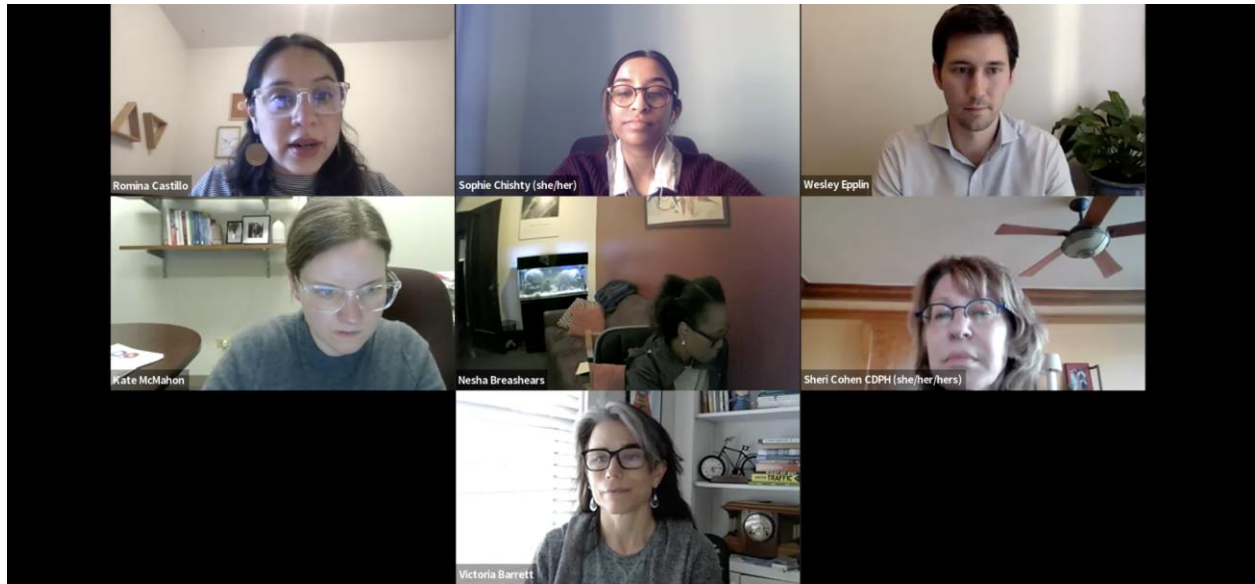 Romina Castillo
Sophie Chishty (she/her)
Wesley Epplin
Kate McMahon
Nesha Breashears
Sheri Cohen CDPH (she/her/hers)
TRAFFIC
Victoria Barrett